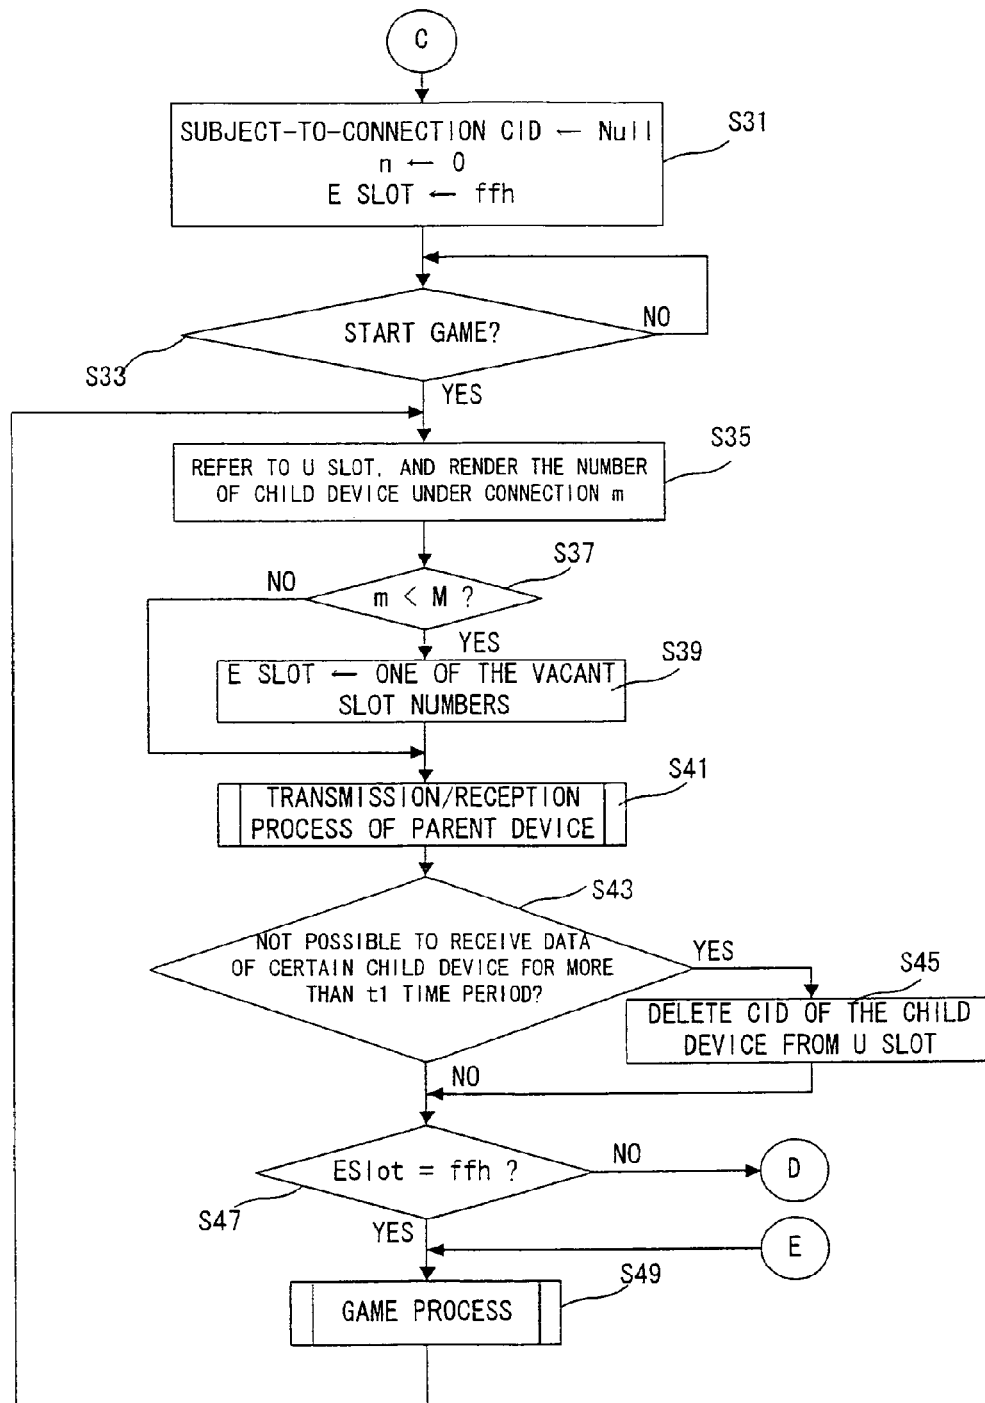 C
SUBJECT-TO-CONNECTION CID ← Null
n ← 0
E SLOT ← ffh
S31
START GAME?
NO
S33
YES
REFER TO U SLOT, AND RENDER THE NUMBER
OF CHILD DEVICE UNDER CONNECTION m
S35
m < M ?
S37
NO
YES
E SLOT ← ONE OF THE VACANT
SLOT NUMBERS
S39
TRANSMISSION/RECEPTION
PROCESS OF PARENT DEVICE
S41
S43
NOT POSSIBLE TO RECEIVE DATA
OF CERTAIN CHILD DEVICE FOR MORE
THAN t1 TIME PERIOD?
YES
S45
DELETE CID OF THE CHILD
DEVICE FROM U SLOT
NO
ESlot = ffh ?
NO
D
S47
YES
E
GAME PROCESS
S49